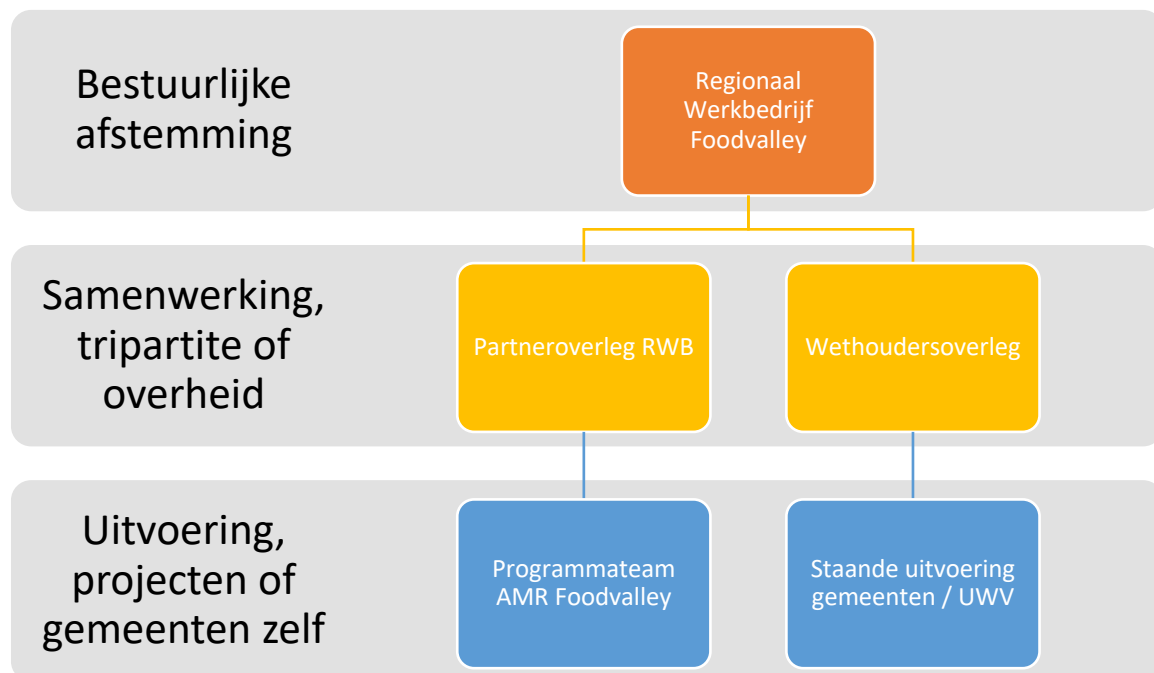 Bestuurlijke
afstemming
Regionaal
Werkbedrijf
Foodvalley
Samenwerking,
tripartite of
overheid
Partneroverleg RWB
Wethoudersoverleg
Uitvoering,
projecten of
gemeenten zelf
Programmateam
AMR Foodvalley
Staande uitvoering
gemeenten / UWV